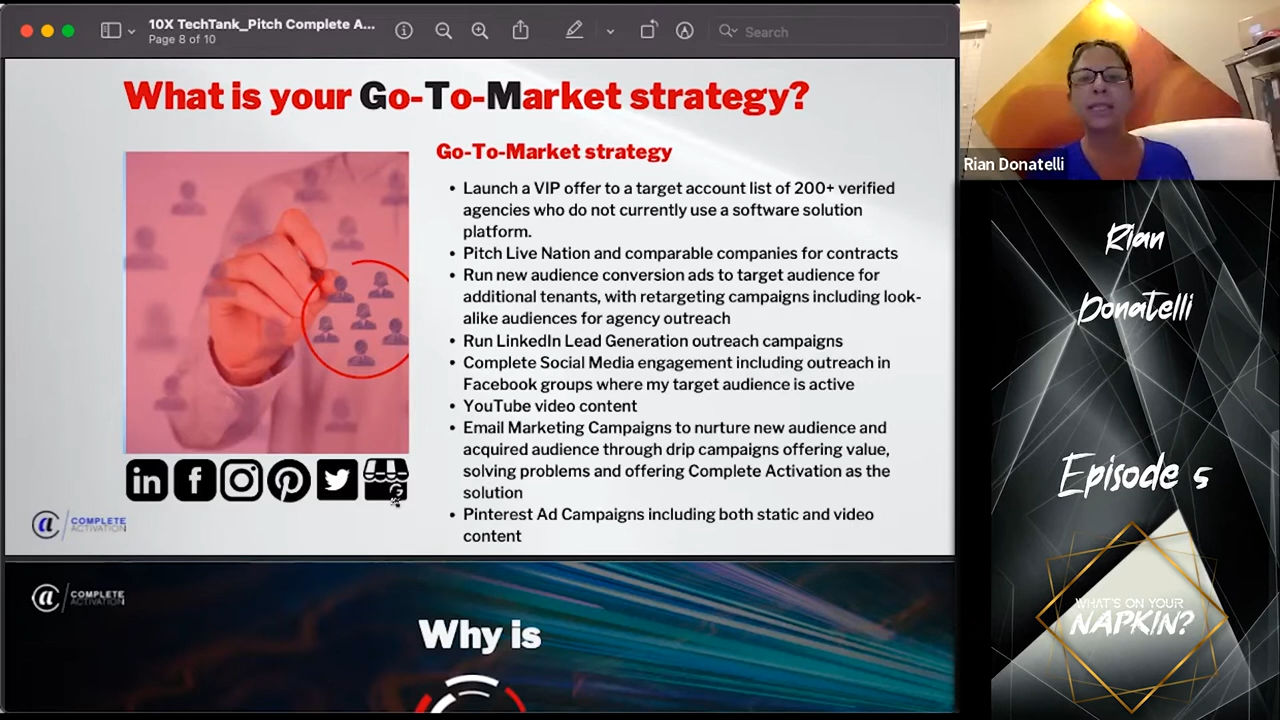 10X TechTank_Pitch Complete A...
Page 8 of 10
Search
What is your Go-To-Market strategy?
Go-To-Market strategy
• Launch a VIP offer to a target account list of 200+ verified
agencies who do not currently use a software solution
platform.
• Pitch Live Nation and comparable companies for contracts
• Run new audience conversion ads to target audience for
additional tenants, with retargeting campaigns including look-
alike audiences for agency outreach
• Run LinkedIn Lead Generation outreach campaigns
• Complete Social Media engagement including outreach in
Facebook groups where my target audience is active
• YouTube video content
• Email Marketing Campaigns to nurture new audience and
acquired audience through drip campaigns offering value,
solving problems and offering Complete Activation as the
solution
• Pinterest Ad Campaigns including both static and video
content
in
f
G
@ COMPLETE
ACTIVATION
@ COMPLETE
ACTIVATION
Why is
Rian Donatelli
Rian
Donatelli
Episode 5
WHAT'S ON YOUR
NAPKIN?